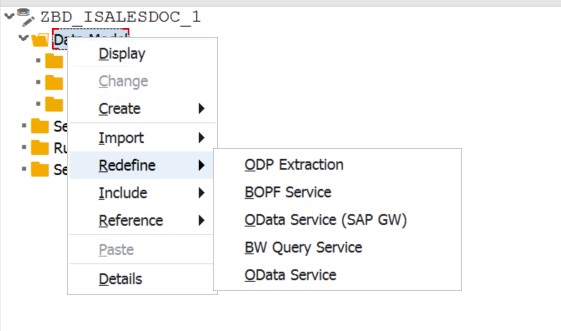 ZBD_ISALESDOC_1
Data Model
Display
Change
Create
Import
Redefine
Include
Reference
Paste
Details
ODP Extraction
BOPF Service
OData Service (SAP GW)
BW Query Service
OData Service
Se
Ru
Se